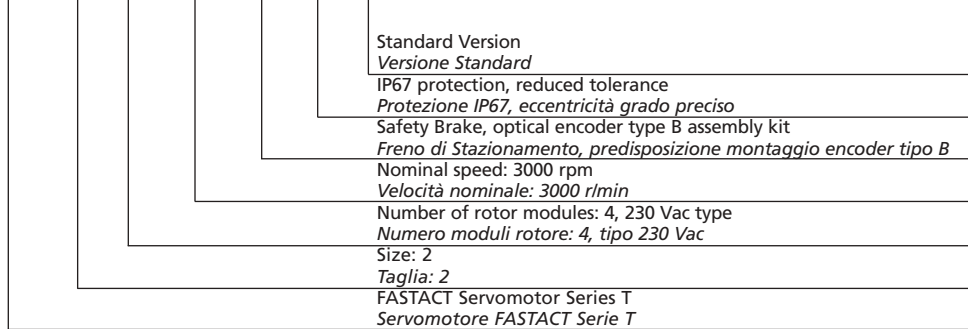 Standard Version
Versione Standard
IP67 protection, reduced tolerance
Protezione IP67, eccentricità grado preciso
Safety Brake, optical encoder type B assembly kit
Freno di Stazionamento, predisposizione montaggio encoder tipo B
Nominal speed: 3000 rpm
Velocità nominale: 3000 r/min
Number of rotor modules: 4, 230 Vac type
Numero moduli rotore: 4, tipo 230 Vac
Size: 2
Taglia: 2
FASTACT Servomotor Series T
Servomotore FASTACT Serie T